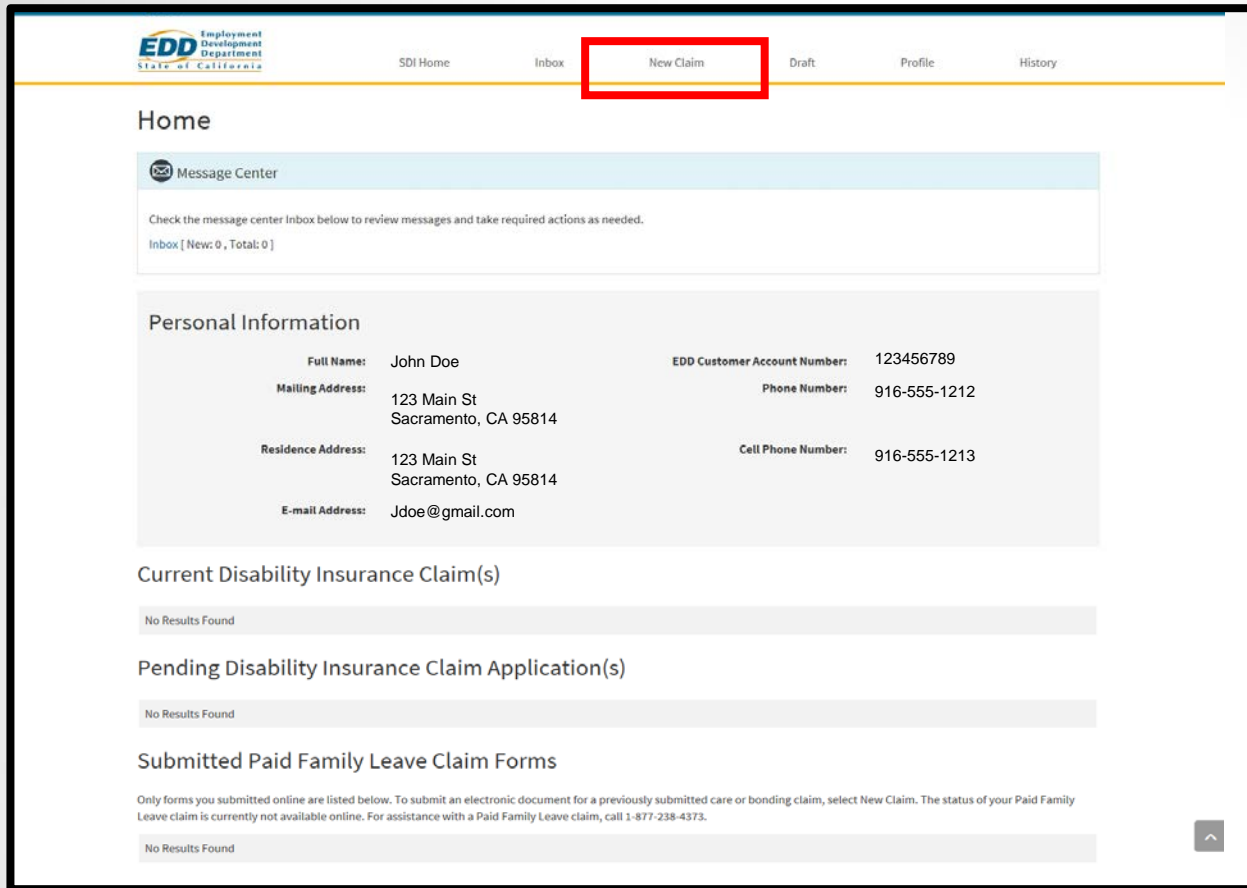 EDD Employment
Development
Department
State of California
SDI Home Inbox New Claim Draft Profile History
Home
Message Center
Check the message center Inbox below to review messages and take required actions as needed.
Inbox [ New: 0 , Total: 0 ]
Personal Information
Full Name: John Doe EDD Customer Account Number: 123456789
Mailing Address: 123 Main St Phone Number: 916-555-1212
Sacramento, CA 95814
Residence Address: 123 Main St Cell Phone Number: 916-555-1213
Sacramento, CA 95814
E-mail Address: Jdoe@gmail.com
Current Disability Insurance Claim(s)
No Results Found
Pending Disability Insurance Claim Application(s)
No Results Found
Submitted Paid Family Leave Claim Forms
Only forms you submitted online are listed below. To submit an electronic document for a previously submitted care or bonding claim, select New Claim. The status of your Paid Family
Leave claim is currently not available online. For assistance with a Paid Family Leave claim, call 1-877-238-4373.
No Results Found